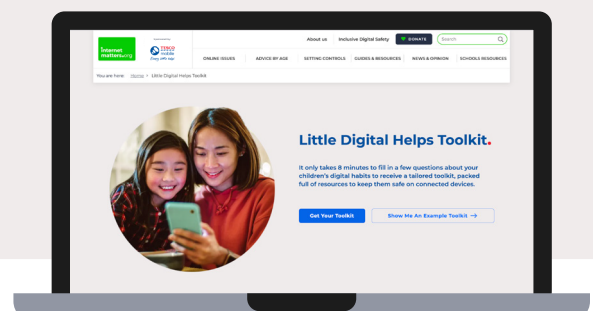 About us
Inclusive Digital Safety
DONATE
Search
internet
matters.org
TESCO
mobile
Every little helps
ONLINE ISSUES
ADVICE BY AGE
SETTING CONTROLS
GUIDES & RESOURCES
NEWS & OPINION
SCHOOLS RESOURCES
You are here: Home > Little Digital Helps Toolkit
Little Digital Helps Toolkit.
It only takes 8 minutes to fill in a few questions about your
children's digital habits to receive a tailored toolkit, packed
full of resources to keep them safe on connected devices.
Get Your Toolkit
Show Me An Example Toolkit →